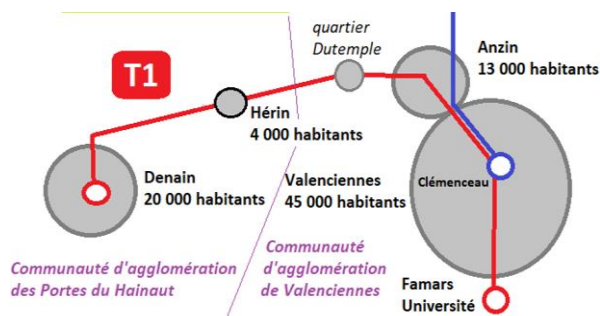 quartier
Dutemple
Anzin
13 000 habitants
T1
Hérin
4 000 habitants
Denain
20 000 habitants
Valenciennes
45 000 habitants
Clémenceau
Communauté d'agglomération
des Portes du Hainaut
Communauté
d'agglomération
de Valenciennes
Famars
Université